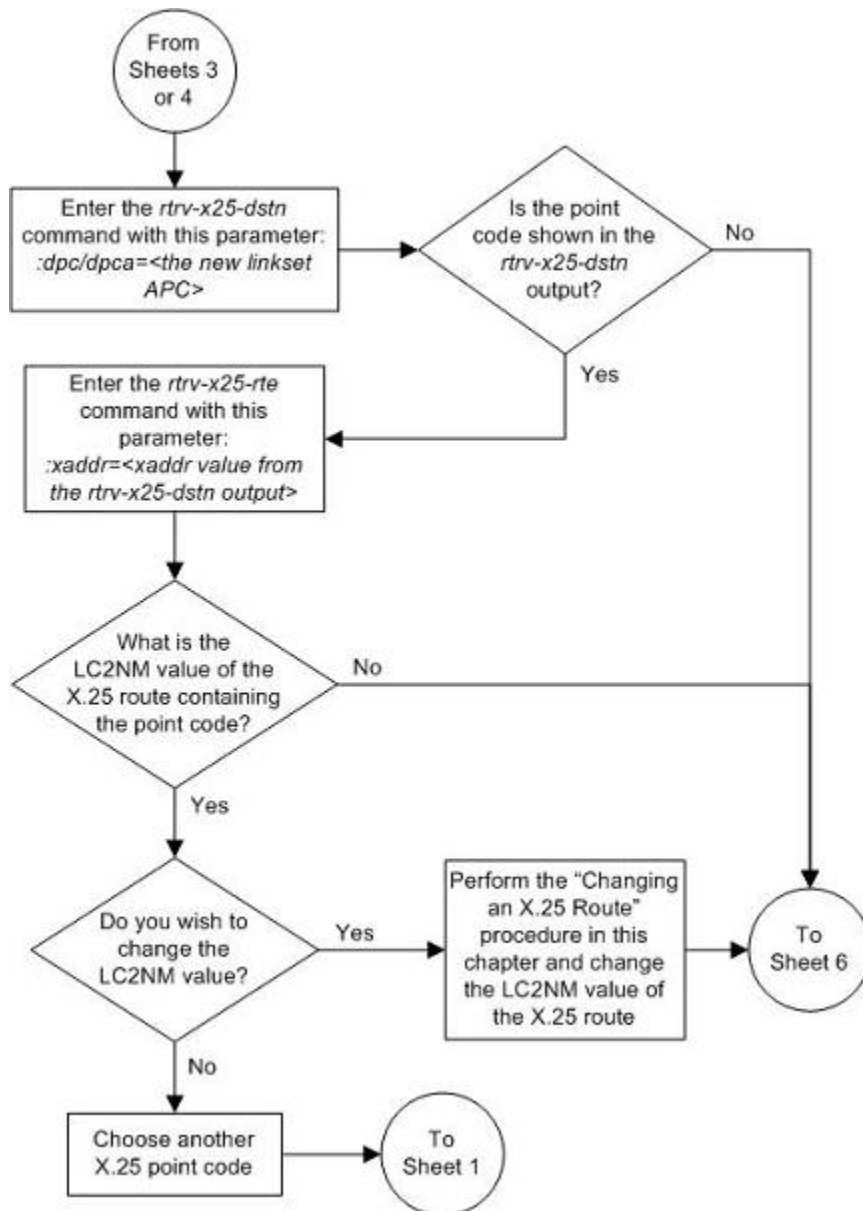 From
Sheets 3
or 4
Enter the rtrv-x25-dstn
command with this parameter:
:dpc/dpca=<the new linkset
APC>
Is the point
code shown in the
rtrv-x25-dstn
output?
No
Yes
Enter the rtrv-x25-rte
command with this
parameter:
:xaddr=<xaddr value from
the rtrv-x25-dstn output>
What is the
LC2NM value of the
X.25 route containing
the point code?
No
Yes
Do you wish to
change the
LC2NM value?
Yes
Perform the “Changing
an X.25 Route”
procedure in this
chapter and change
the LC2NM value of
the X.25 route
To
Sheet 6
No
Choose another
X.25 point code
To
Sheet 1